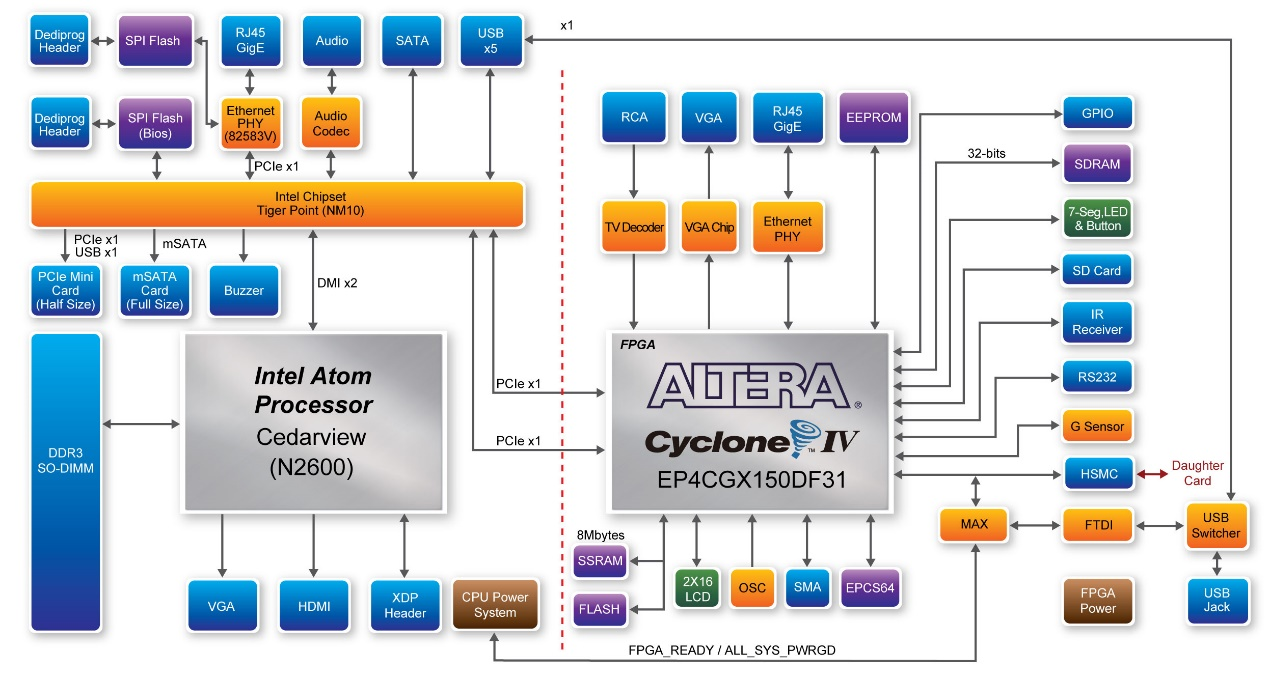 Dediprog
Header
SPI Flash
RJ45
GigE
Audio
SATA
USB
x5
x1
Dediprog
Header
SPI Flash
(Bios)
Ethernet
PHY
(82583V)
Audio
Codec
PCIe x1
Intel Chipset
Tiger Point (NM10)
PCIe x1
USB x1
mSATA
PCIe Mini
Card
(Half Size)
mSATA
Card
(Full Size)
Buzzer
DMI x2
DDR3
SO-DIMM
Intel Atom
Processor
Cedarview
(N2600)
PCIe x1
PCIe x1
VGA
HDMI
XDP
Header
CPU Power
System
RCA
VGA
RJ45
GigE
EEPROM
TV Decoder
VGA Chip
Ethernet
PHY
FPGA
ALTERA
®
Cyclone IV
™
EP4CGX150DF31
32-bits
GPIO
SDRAM
7-Seg,LED
& Button
SD Card
IR
Receiver
RS232
G Sensor
HSMC
Daughter
Card
MAX
FTDI
USB
Switcher
8Mbytes
SSRAM
FLASH
2X16
LCD
OSC
SMA
EPCS64
FPGA
Power
USB
Jack
FPGA_READY / ALL_SYS_PWRGD